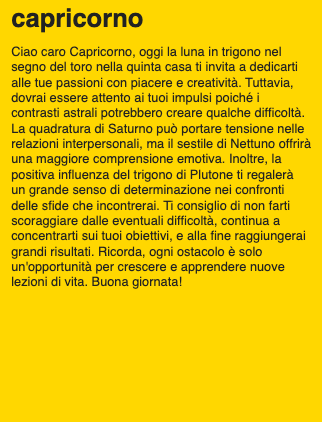 capricorno
Ciao caro Capricorno, oggi la luna in trigono nel
segno del toro nella quinta casa ti invita a dedicarti
alle tue passioni con piacere e creatività. Tuttavia,
dovrai essere attento ai tuoi impulsi poiché i
contrasti astrali potrebbero creare qualche difficoltà.
La quadratura di Saturno può portare tensione nelle
relazioni interpersonali, ma il sestile di Nettuno offrirà
una maggiore comprensione emotiva. Inoltre, la
positiva influenza del trigono di Plutone ti regalerà
un grande senso di determinazione nei confronti
delle sfide che incontrerai. Ti consiglio di non farti
scoraggiare dalle eventuali difficoltà, continua a
concentrarti sui tuoi obiettivi, e alla fine raggiungerai
grandi risultati. Ricorda, ogni ostacolo è solo
un'opportunità per crescere e apprendere nuove
lezioni di vita. Buona giornata!